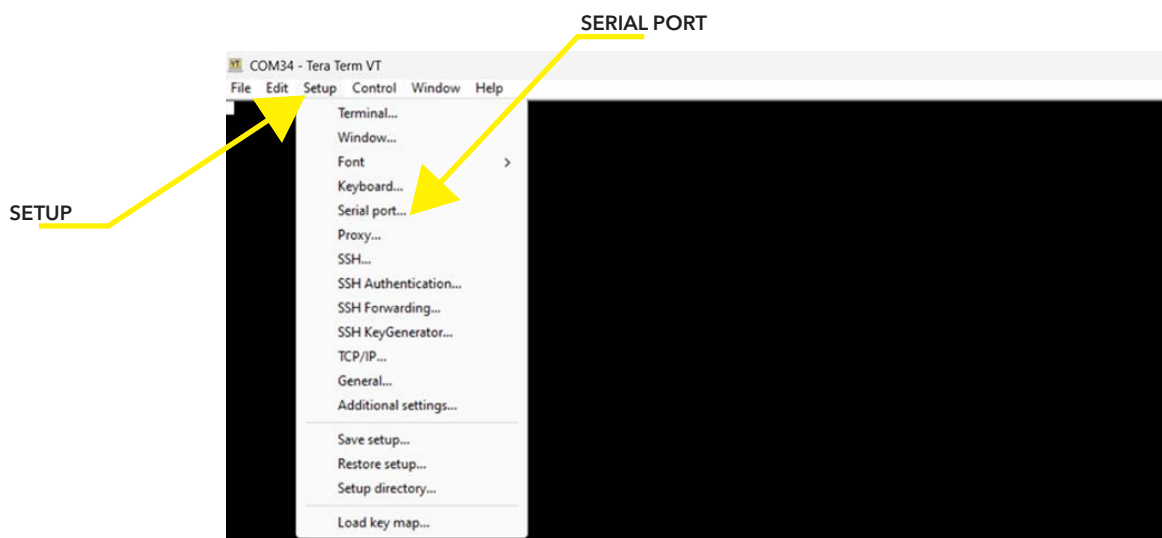 SERIAL PORT
COM34 - Tera Term VT
File Edit Setup Control Window Help
Terminal...
Window...
Font >
Keyboard...
Serial port...
SETUP
Proxy...
SSH...
SSH Authentication...
SSH Forwarding...
SSH KeyGenerator...
TCP/IP...
General...
Additional settings...
Save setup...
Restore setup...
Setup directory...
Load key map...